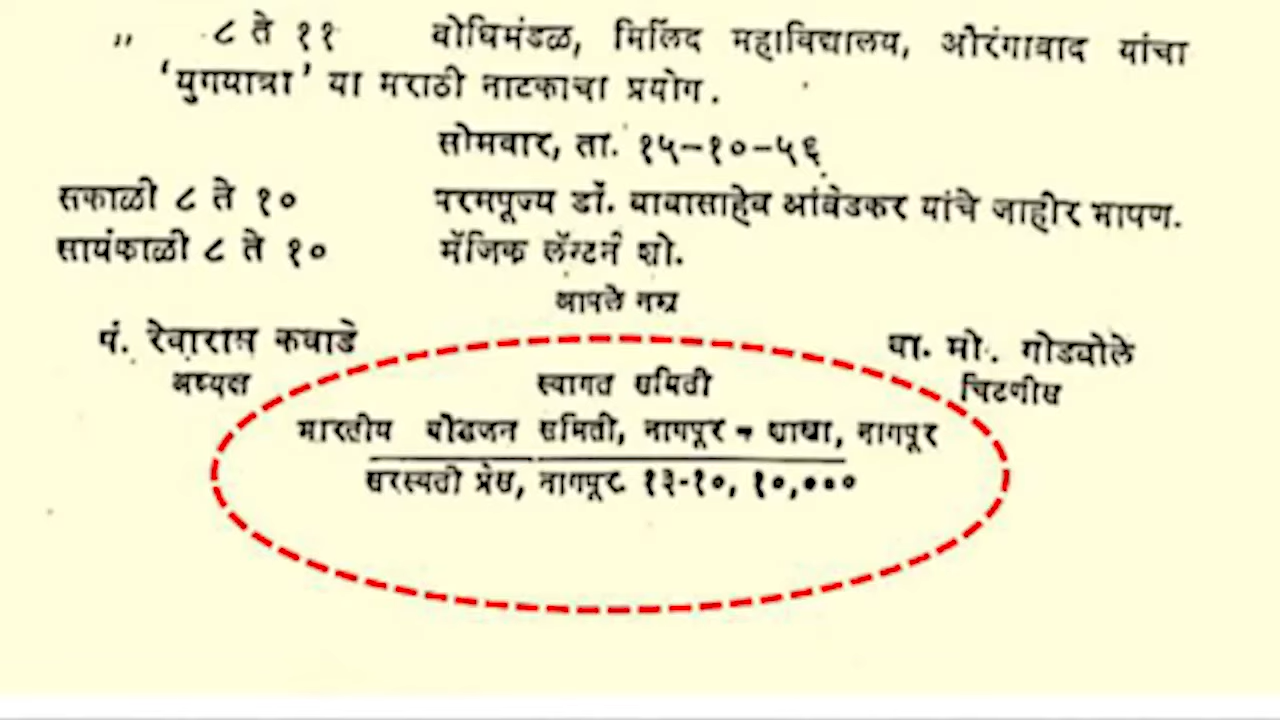 ,, ८ ते ११ बोधिमंडळ, मिलिंद महाविद्यालय, औरंगाबाद यांचा
‘युगयात्रा’ या मराठी नाटकाचा प्रयोग.
सोमवार, ता. १५-१०-५६
सकाळी ८ ते १० परमपूज्य डॉ. बाबासाहेब आंबेडकर यांचे जाहीर भाषण.
सायंकाळी ८ ते १० मॅजिक लॅन्टर्न शो.
आपले नम्र
पं. रेवाराम कवाडे वा. मो. गोडबोले
अध्यक्ष स्वागत समिती चिटणीस
भारतीय बौद्धजन समिती, नागपूर - शाखा, नागपूर
सरस्वती प्रेस, नागपूर १३-१०, १०,०००